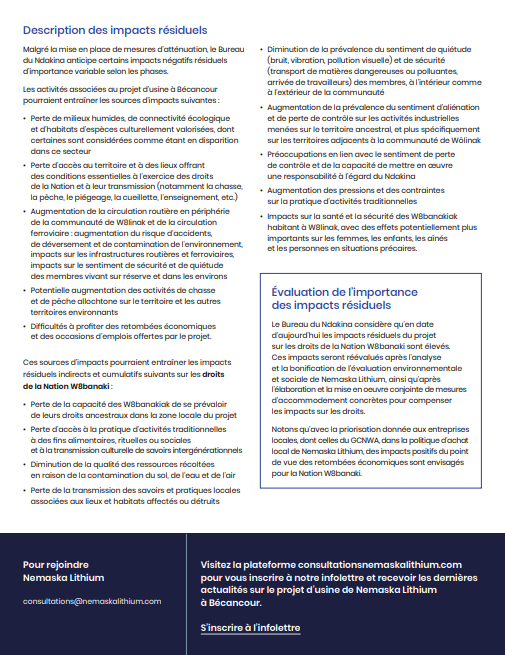 Description des impacts résiduels
Malgré la mise en place de mesures d'atténuation, le Bureau
du Ndakina anticipe certains impacts négatifs résiduels
d'importance variable selon les phases.
Les activités associées au projet d'usine à Bécancour
pourraient entraîner les sources d'impacts suivantes :
• Perte de milieux humides, de connectivité écologique
et d'habitats d'espèces culturellement valorisées, dont
certaines sont considérées comme étant en disparition
dans ce secteur
• Perte d'accès au territoire et à des lieux offrant
des conditions essentielles à l'exercice des droits
de la Nation et à leur transmission (notamment la chasse,
la pêche, le piégeage, la cueillette, l'enseignement, etc.)
• Augmentation de la circulation routière en périphérie
de la communauté de W8linak et de la circulation
ferroviaire : augmentation du risque d'accidents,
de déversement et de contamination de l'environnement,
impacts sur les infrastructures routières et ferroviaires,
impacts sur le sentiment de sécurité et de quiétude
des membres vivant sur réserve et dans les environs
• Potentielle augmentation des activités de chasse
et de pêche allochtone sur le territoire et les autres
territoires environnants
• Difficultés à profiter des retombées économiques
et des occasions d'emplois offertes par le projet.
Ces sources d'impacts pourraient entraîner les impacts
résiduels indirects et cumulatifs suivants sur les droits
de la Nation W8banaki :
• Perte de la capacité des W8banakiak de se prévaloir
de leurs droits ancestraux dans la zone locale du projet
• Perte d'accès à la pratique d'activités traditionnelles
à des fins alimentaires, rituelles ou sociales
et à la transmission culturelle de savoirs intergénérationnels
• Diminution de la qualité des ressources récoltées
en raison de la contamination du sol, de l'eau et de l'air
• Perte de la transmission des savoirs et pratiques locales
associées aux lieux et habitats affectés ou détruits
• Diminution de la prévalence du sentiment de quiétude
(bruit, vibration, pollution visuelle) et de sécurité
(transport de matières dangereuses ou polluantes,
arrivée de travailleurs) des membres, à l'intérieur comme
à l'extérieur de la communauté
• Augmentation de la prévalence du sentiment d'aliénation
et de perte de contrôle sur les activités industrielles
menées sur le territoire ancestral, et plus spécifiquement
sur les territoires adjacents à la communauté de Wôlinak
• Préoccupations en lien avec le sentiment de perte
de contrôle et de la capacité de mettre en œuvre
une responsabilité à l'égard du Ndakina
• Augmentation des pressions et des contraintes
sur la pratique d'activités traditionnelles
• Impacts sur la santé et la sécurité des W8banakiak
habitant à W8linak, avec des effets potentiellement plus
importants sur les femmes, les enfants, les aînés
et les personnes en situations précaires.
Évaluation de l'importance
des impacts résiduels
Le Bureau du Ndakina considère qu'en date
d'aujourd'hui les impacts résiduels du projet
sur les droits de la Nation W8banaki sont élevés.
Ces impacts seront réévalués après l'analyse
et la bonification de l'évaluation environnementale
et sociale de Nemaska Lithium, ainsi qu'après
l'élaboration et la mise en ouvre conjointe de mesures
d'accommodement concrètes pour compenser
les impacts sur les droits.
Notons qu'avec la priorisation donnée aux entreprises
locales, dont celles du GCNWA, dans la politique d'achat
local de Nemaska Lithium, des impacts positifs du point
de vue des retombées économiques sont envisagés
pour la Nation W8banaki.
Pour rejoindre
Nemaska Lithium
consultations@nemaskalithium.com
Visitez la plateforme consultationsnemaskalithium.com
pour vous inscrire à notre infolettre et recevoir les dernières
actualités sur le projet d'usine de Nemaska Lithium
à Bécancour.
S'inscrire à l'infolettre